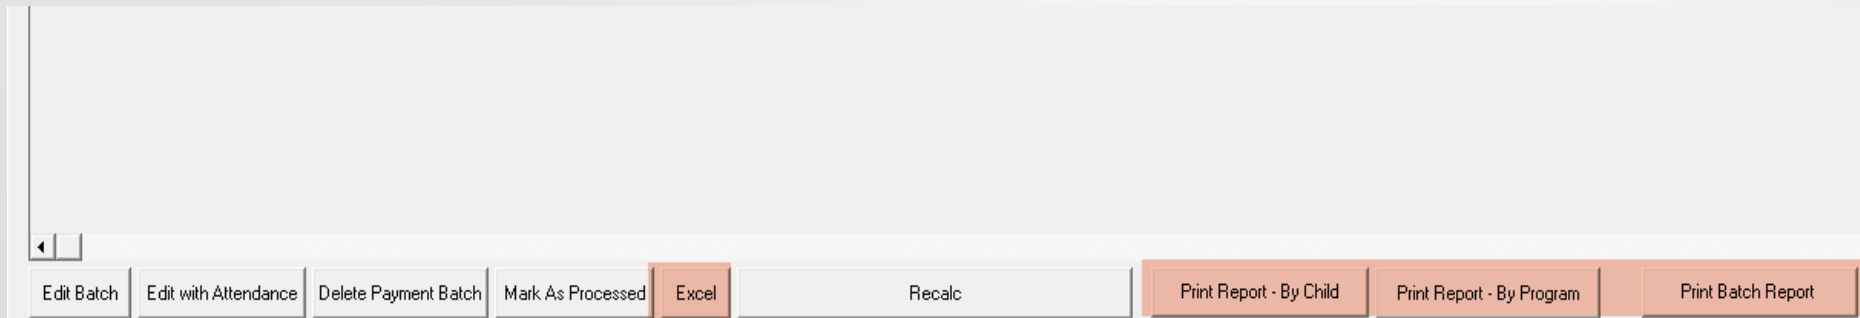 Edit Batch
Edit with Attendance
Delete Payment Batch
Mark As Processed
Excel
Recalc
Print Report - By Child
Print Report - By Program
Print Batch Report